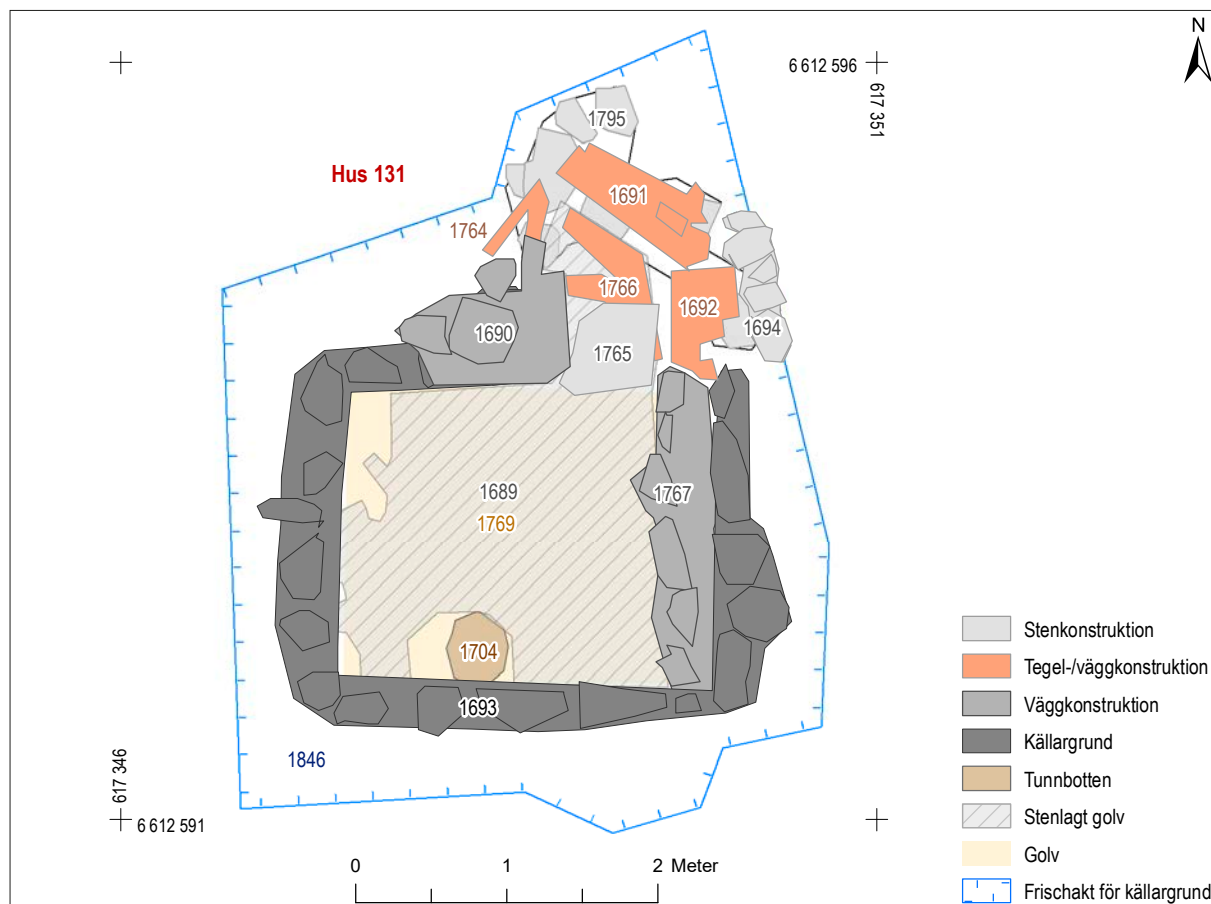 N
6 612 596
617 351
1795
Hus 131
1691
1764
1766
1692
1690
1765
1694
1689
1767
1769
1704
1693
1846
617 346
6 612 591
Stenkonstruktion
Tegel-/väggkonstruktion
Väggkonstruktion
Källargrund
Tunnbotten
Stenlagt golv
Golv
Frischakt för källargrund
0 1 2 Meter